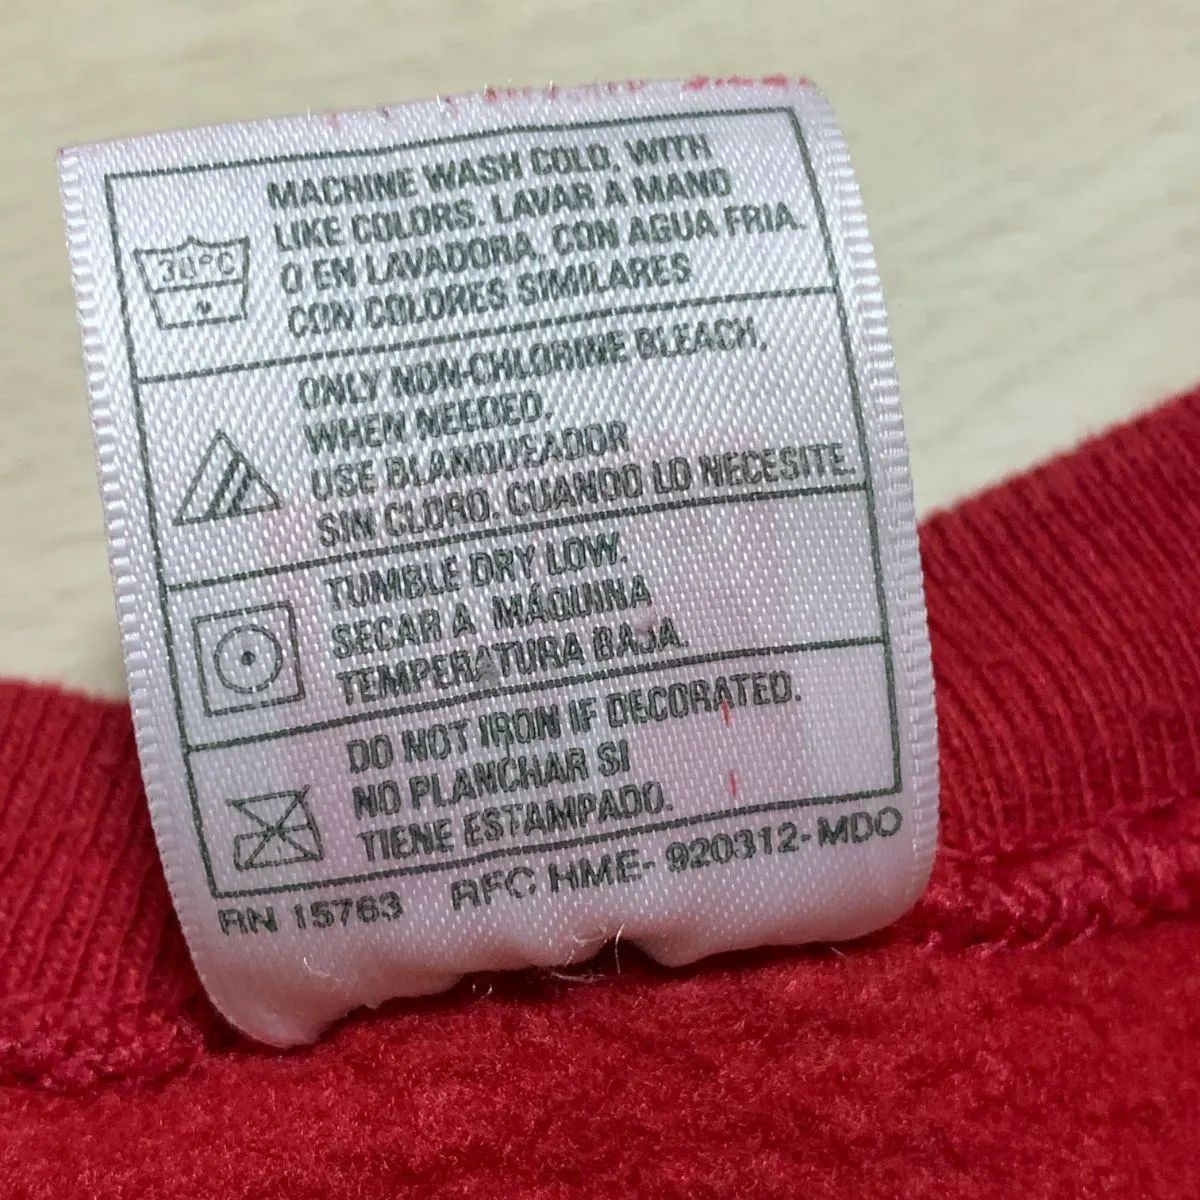 MACHINE WASH COLD. WITH
LIKE COLORS. LAVAR A MANO
O EN LAVADORA, CON AGUA FRIA.
CON COLORES SIMILARES
30°C
ONLY NON-CHLORINE BLEACH,
WHEN NEEDED.
USE BLANQUEADOR
SIN CLORO. CUANDO LO NECESITE.
TUMBLE DRY LOW.
SECAR A MÁQUINA
TEMPERATURA BAJA.
DO NOT IRON IF DECORATED.
NO PLANCHAR SI
TIENE ESTAMPADO.
RN 15763 RFC HME-920312-MDO